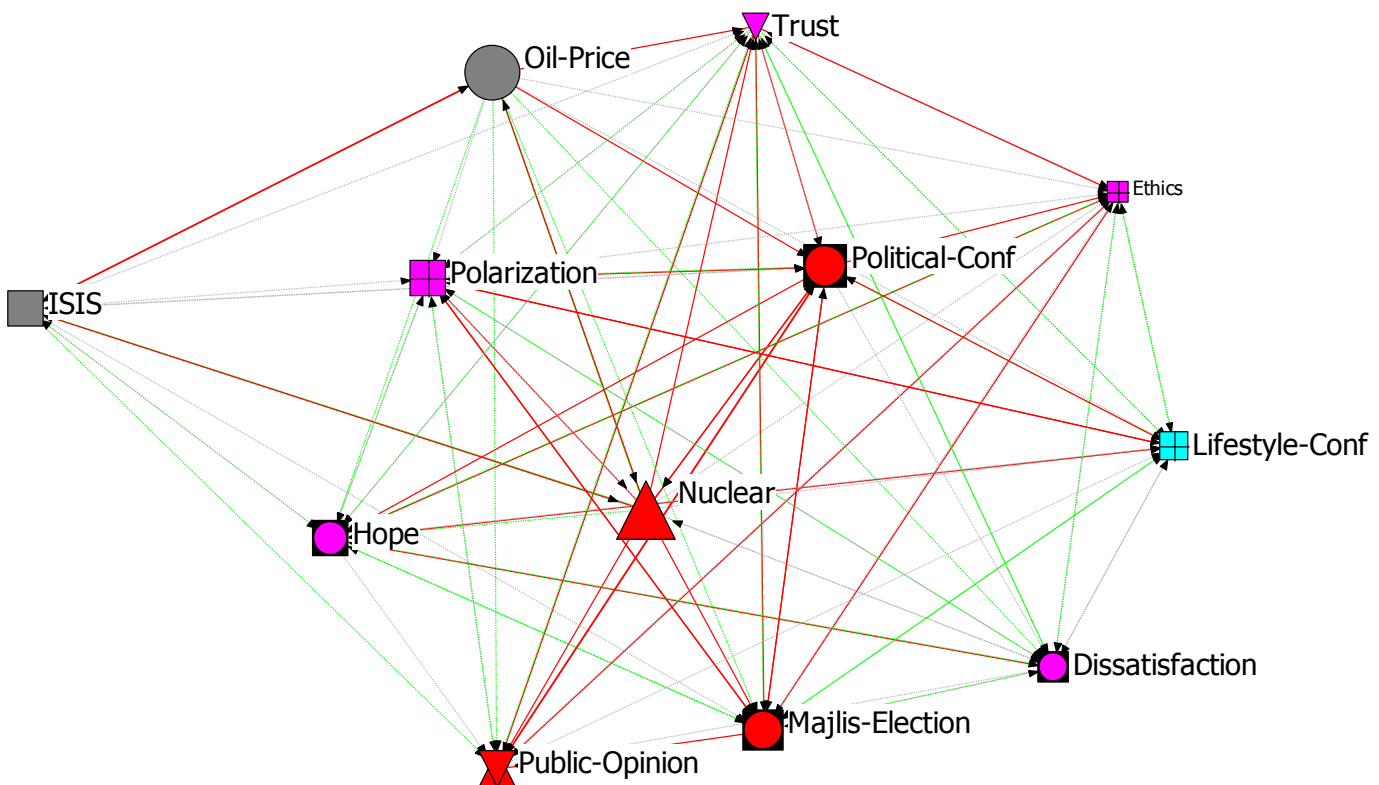 Trust
Oil-Price
Ethics
Political-Conf
Polarization
ISIS
Lifestyle-Conf
Nuclear
Hope
Dissatisfaction
Majlis-Election
Public-Opinion